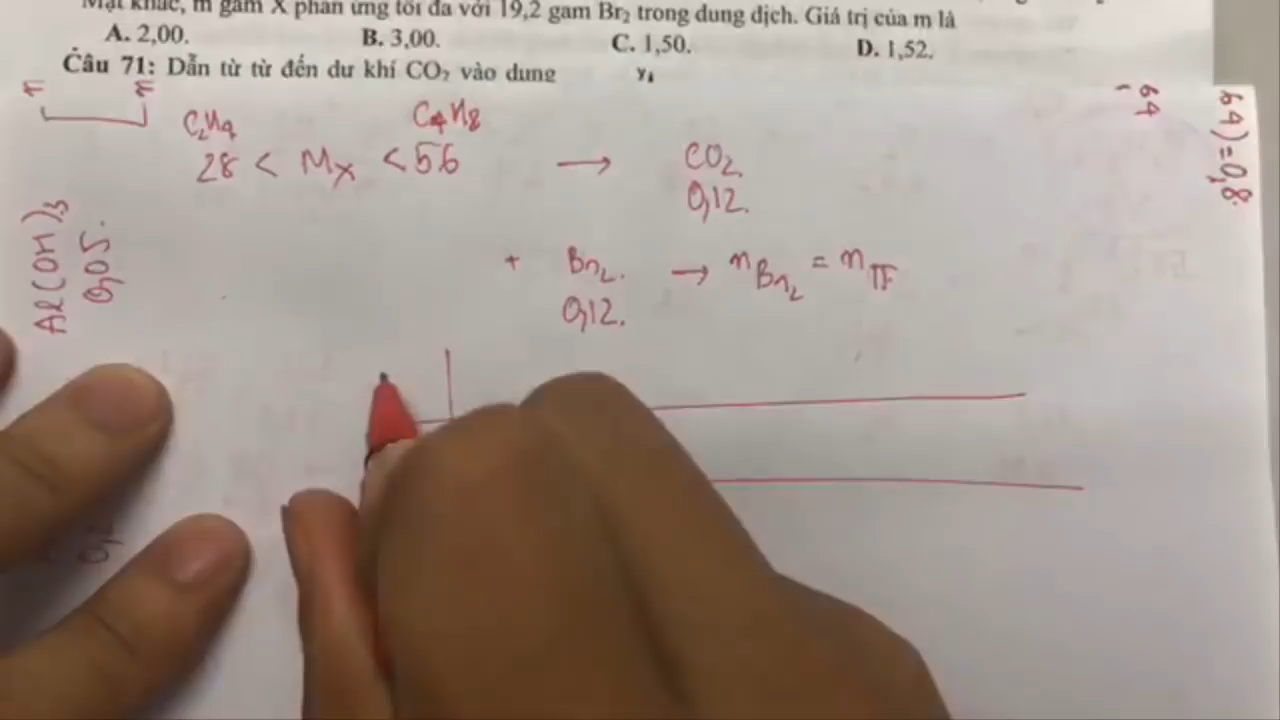 Mặt khác, m gam X phản ứng tối đa với 19,2 gam Br₂ trong dung dịch. Giá trị của m là
A. 2,00. B. 3,00. C. 1,50. D. 1,52.
Câu 71: Dẫn từ từ đến dư khí CO₂ vào dung
π π
C₂H₄ C₄H₈
28 < Mₓ < 56 → CO₂
0,12.
+ Br₂. → n Br₂ = n π
0,12.
Al(OH)₃
0,05.
64
64) = 0,8